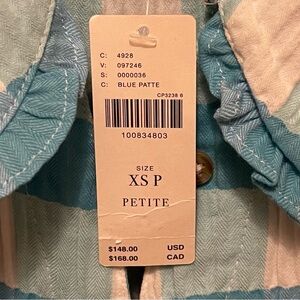 C: 4928
V: 097246
S: 0000036
C: BLUE PATTE
CP3238 6
100834803
SIZE
XS P
PETITE
$148.00 USD
$168.00 CAD